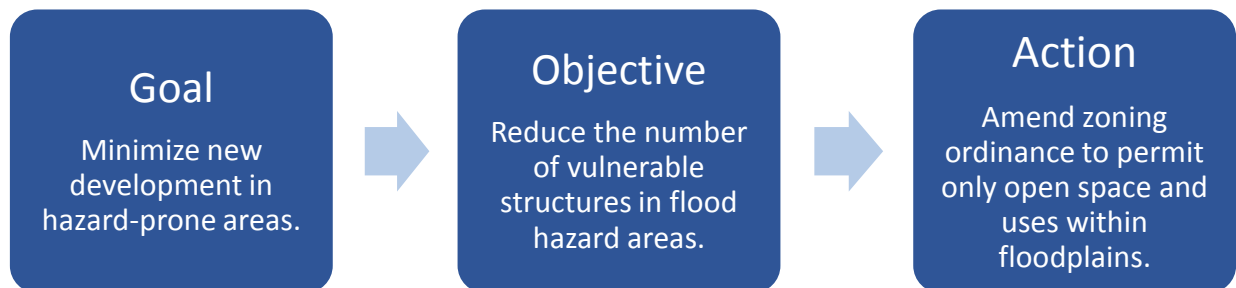 Goal
Minimize new
development in
hazard-prone areas.
Objective
Reduce the number
of vulnerable
structures in flood
hazard areas.
Action
Amend zoning
ordinance to permit
only open space and
uses within
floodplains.